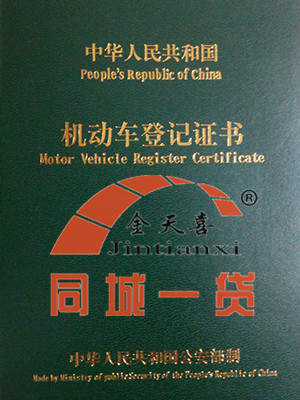 中华人民共和国
People's Republic of China
机动车登记证书
Motor Vehicle Register Certificate
®
金天喜
Jintianxi
同城一贷
中华人民共和国公安部制
Made by Ministry of public Security of the People's Republic of China